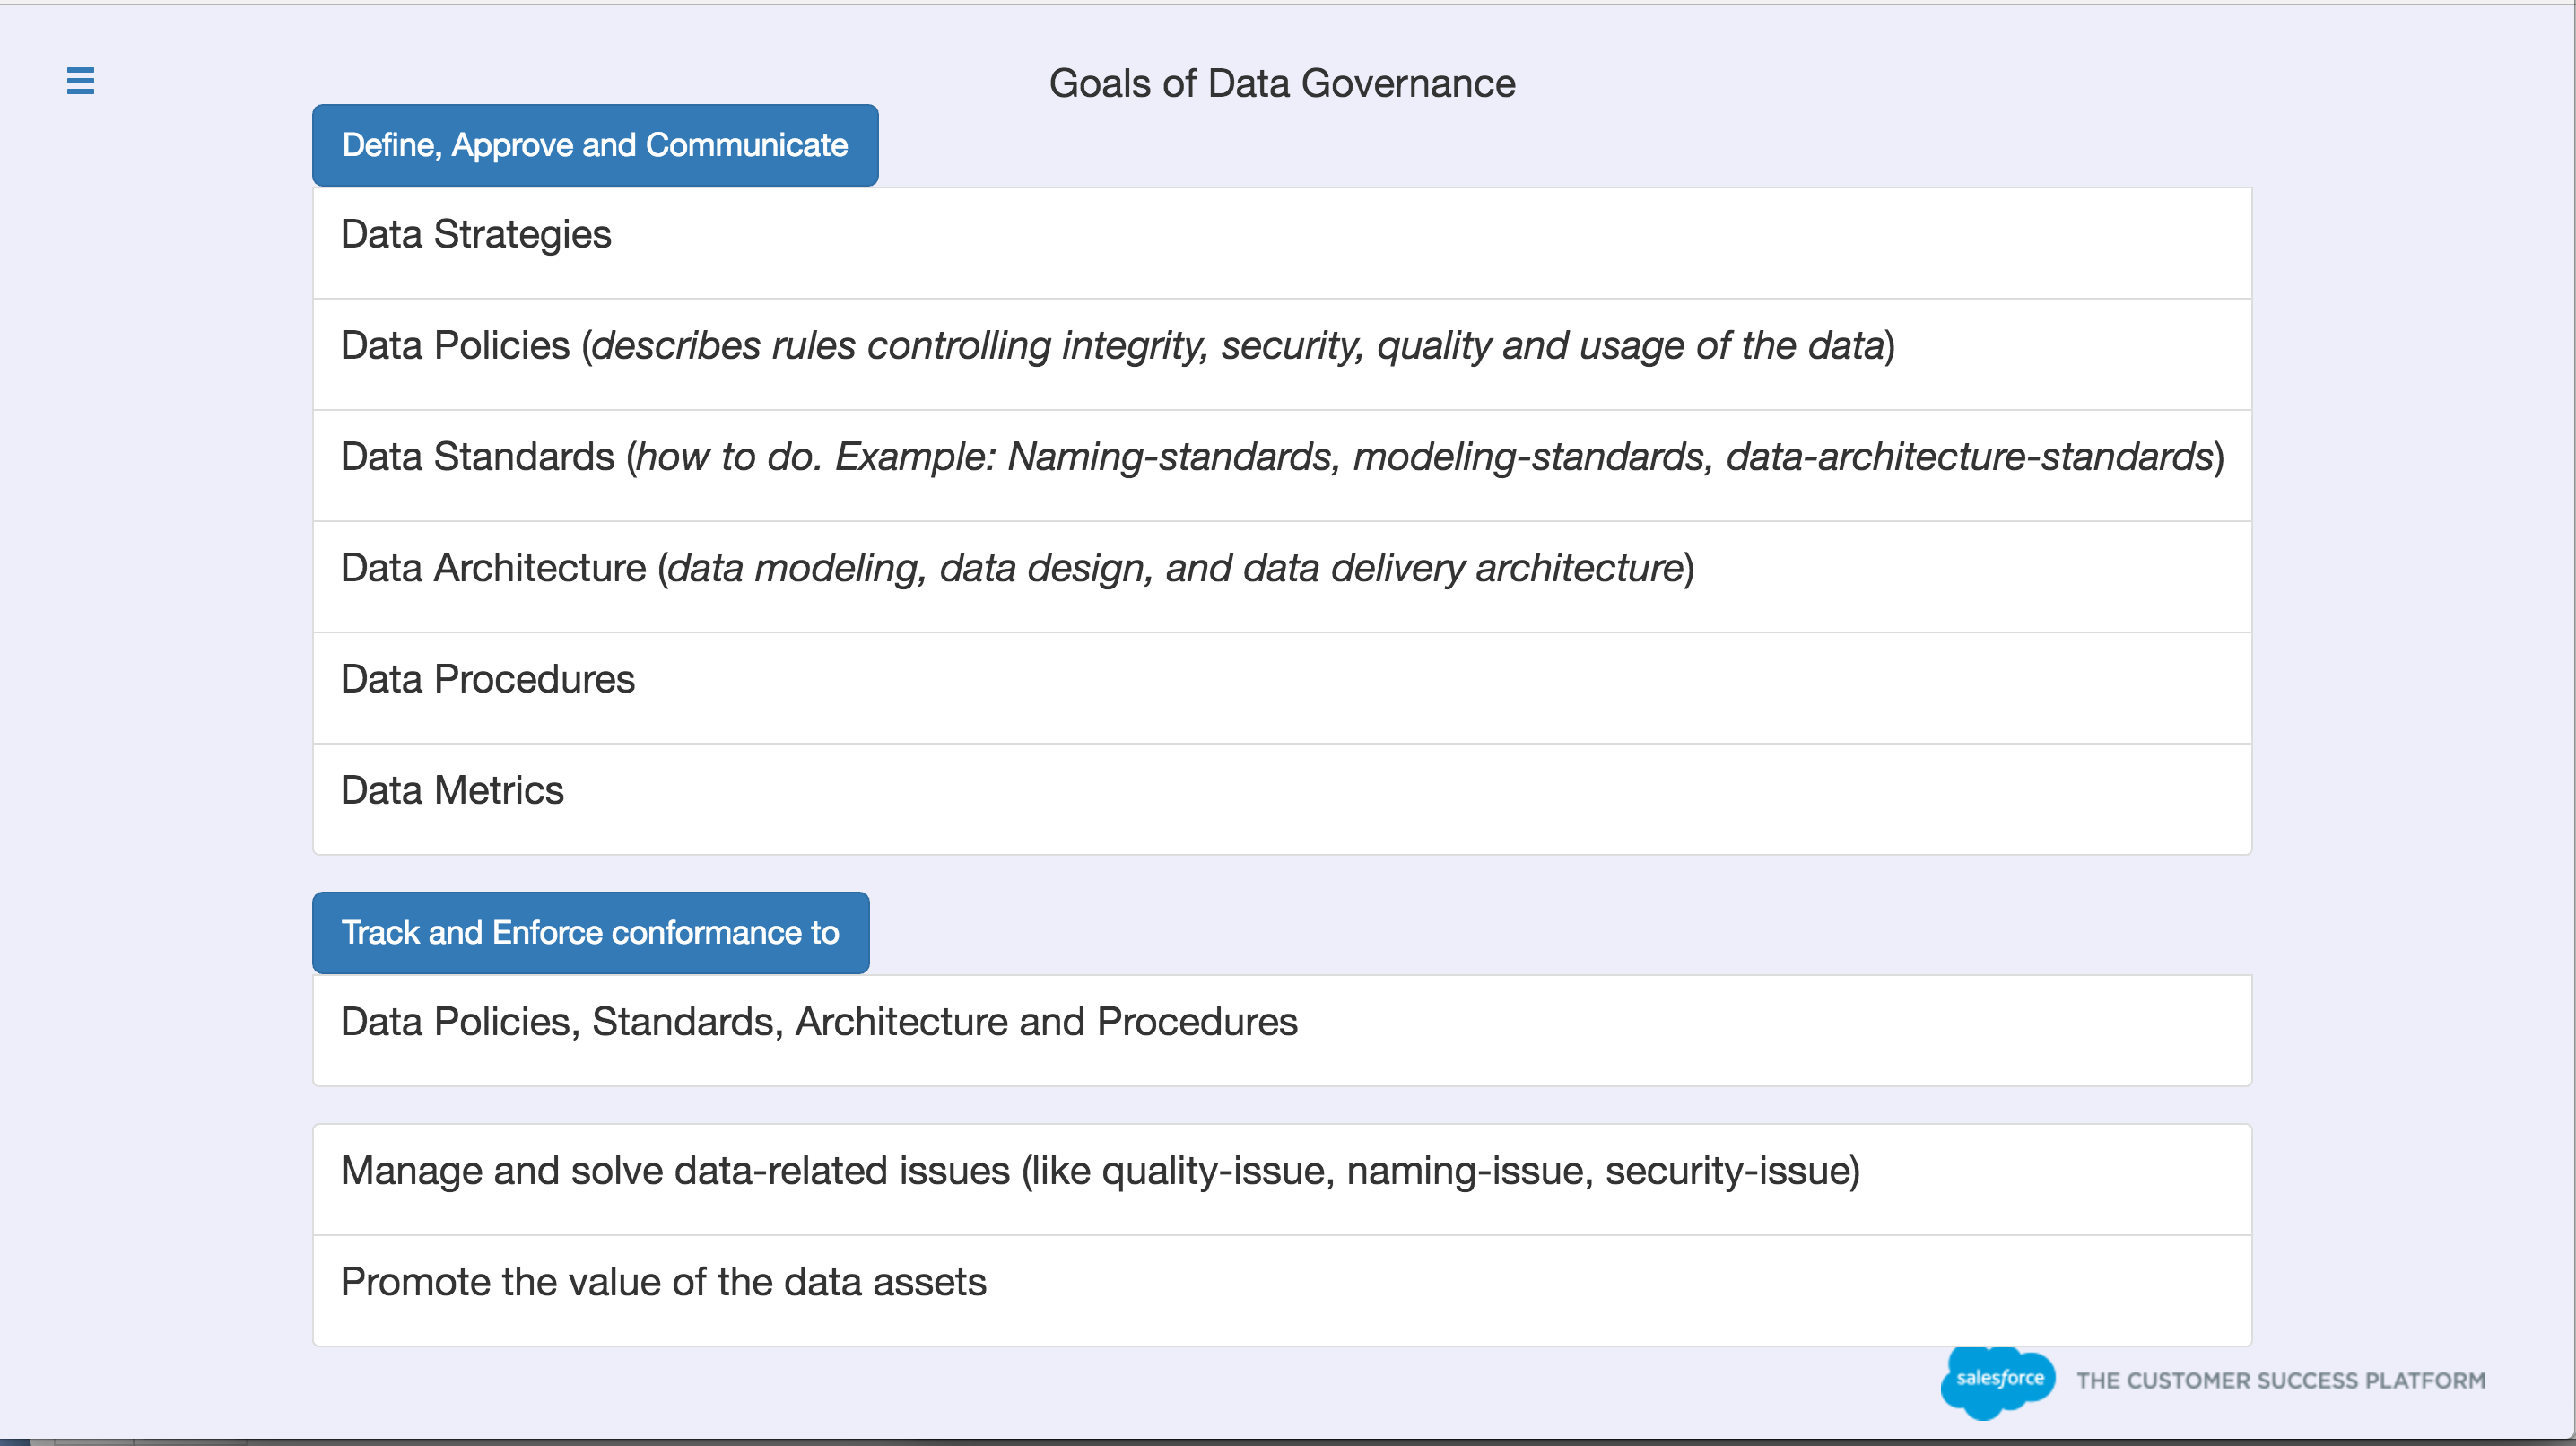 Goals of Data Governance
Define, Approve and Communicate
Data Strategies
Data Policies (describes rules controlling integrity, security, quality and usage of the data)
Data Standards (how to do. Example: Naming-standards, modeling-standards, data-architecture-standards)
Data Architecture (data modeling, data design, and data delivery architecture)
Data Procedures
Data Metrics
Track and Enforce conformance to
Data Policies, Standards, Architecture and Procedures
Manage and solve data-related issues (like quality-issue, naming-issue, security-issue)
Promote the value of the data assets
salesforce THE CUSTOMER SUCCESS PLATFORM